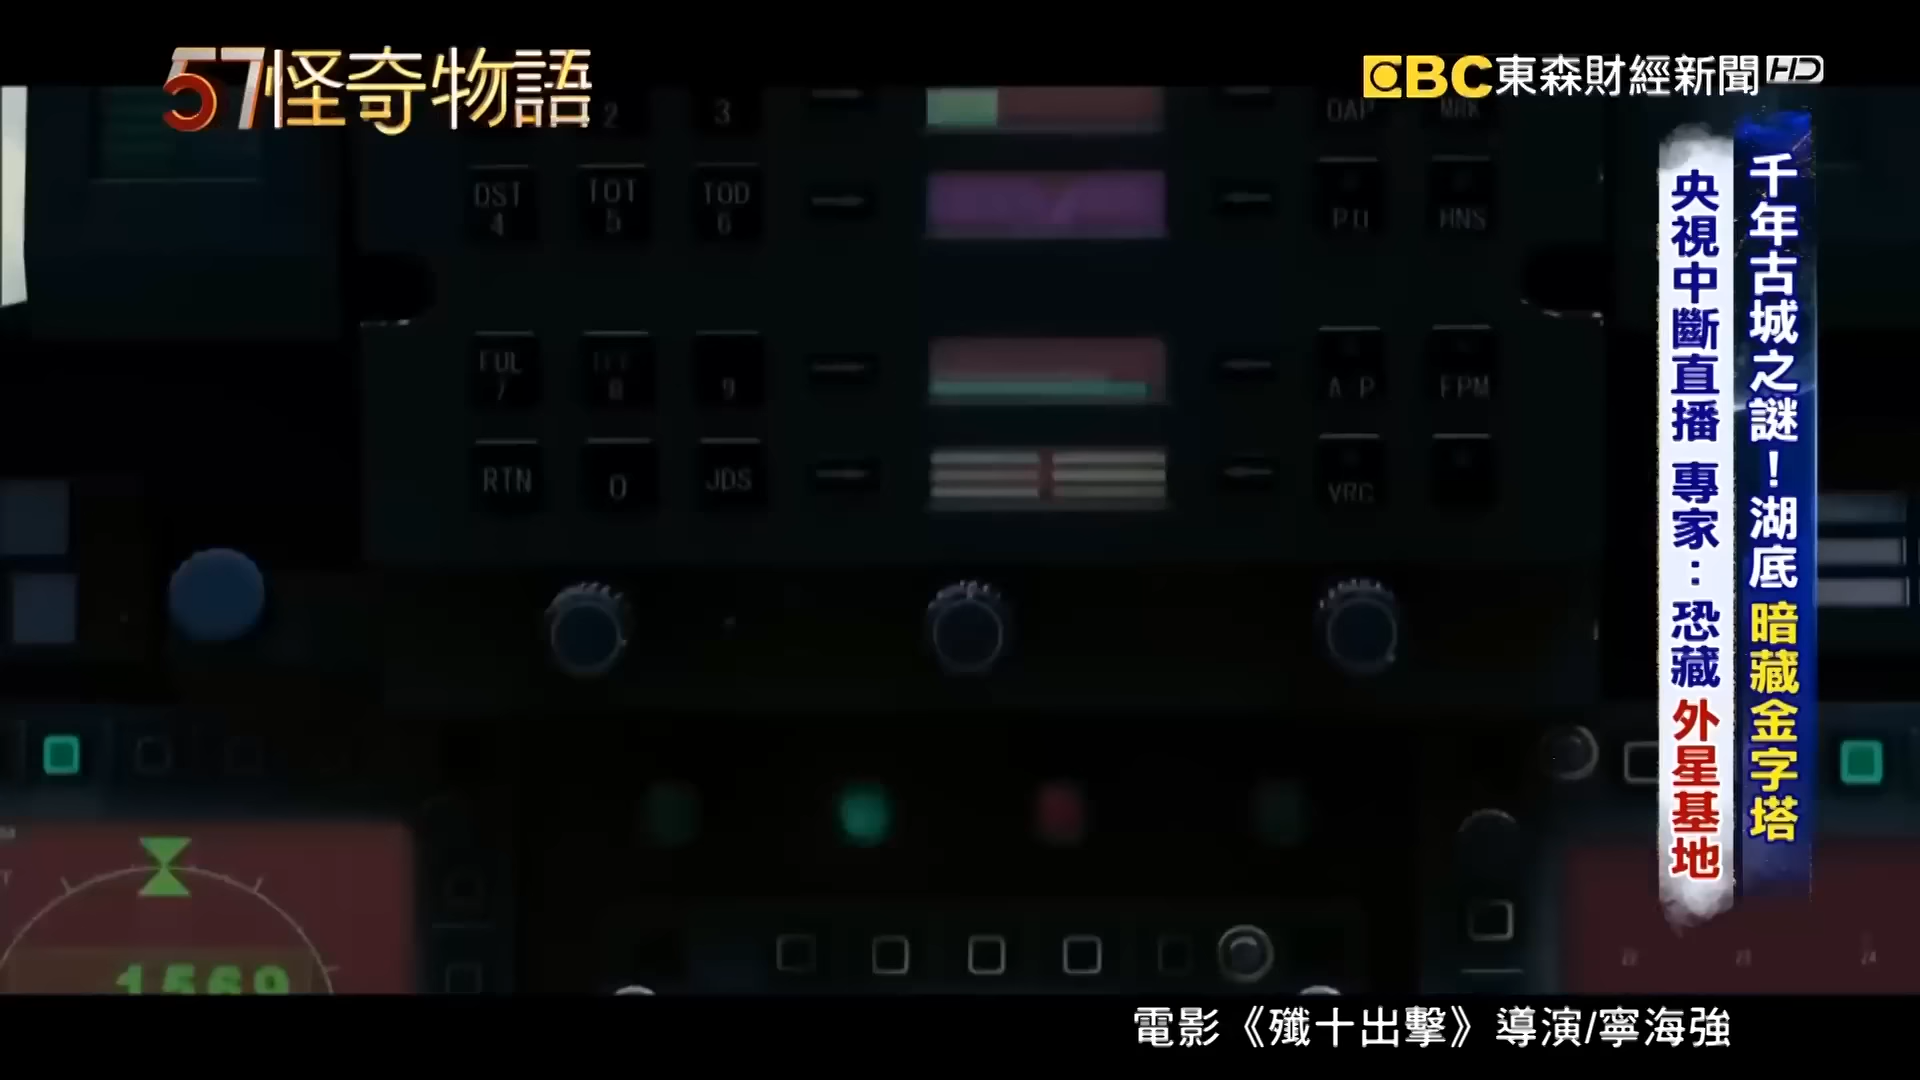 57怪奇物語
EBC東森財經新聞HD
千年古城之謎！湖底 暗藏金字塔
央視中斷直播 專家：恐藏 外星基地
2
3
DST
4
TOT
5
TOD
6
FUL
7
8
9
RTN
0
JDS
HNS
A/P
FPM
1569
電影《殲十出擊》導演/寧海強